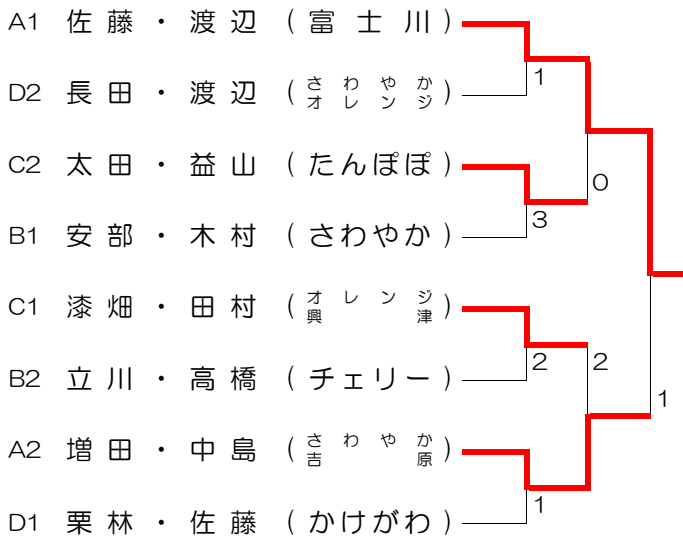 A1 佐藤・渡辺 (富士川)
1
D2 長田・渡辺 (さわやか オレンジ)
C2 太田・益山 (たんぽぽ)
0
3
B1 安部・木村 (さわやか)
C1 漆畑・田村 (オレンジ 興津)
2 2
B2 立川・高橋 (チェリー)
1
A2 増田・中島 (さわやか 吉原)
1
D1 栗林・佐藤 (かけがわ)